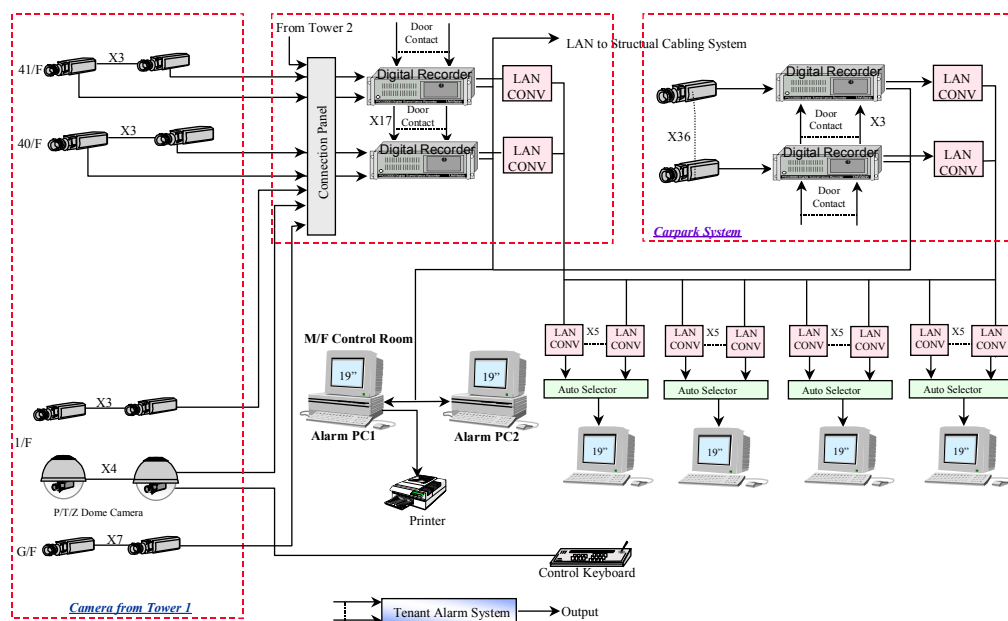 From Tower 2
Door
Contact
LAN to Structual Cabling System
41/F
X3
Digital Recorder
LAN
CONV
Digital Recorder
LAN
CONV
Connection Panel
X17
Door
Contact
X36
Door
Contact
X3
40/F
X3
Digital Recorder
LAN
CONV
Digital Recorder
LAN
CONV
Door
Contact
Carpark System
M/F Control Room
19”
19”
Alarm PC1
Alarm PC2
LAN
CONV
X5
LAN
CONV
LAN
CONV
X5
LAN
CONV
LAN
CONV
X5
LAN
CONV
LAN
CONV
X5
LAN
CONV
Auto Selector
Auto Selector
Auto Selector
Auto Selector
19”
19”
19”
19”
X3
1/F
X4
P/T/Z Dome Camera
Printer
G/F
X7
Control Keyboard
Camera from Tower 1
Tenant Alarm System
Output